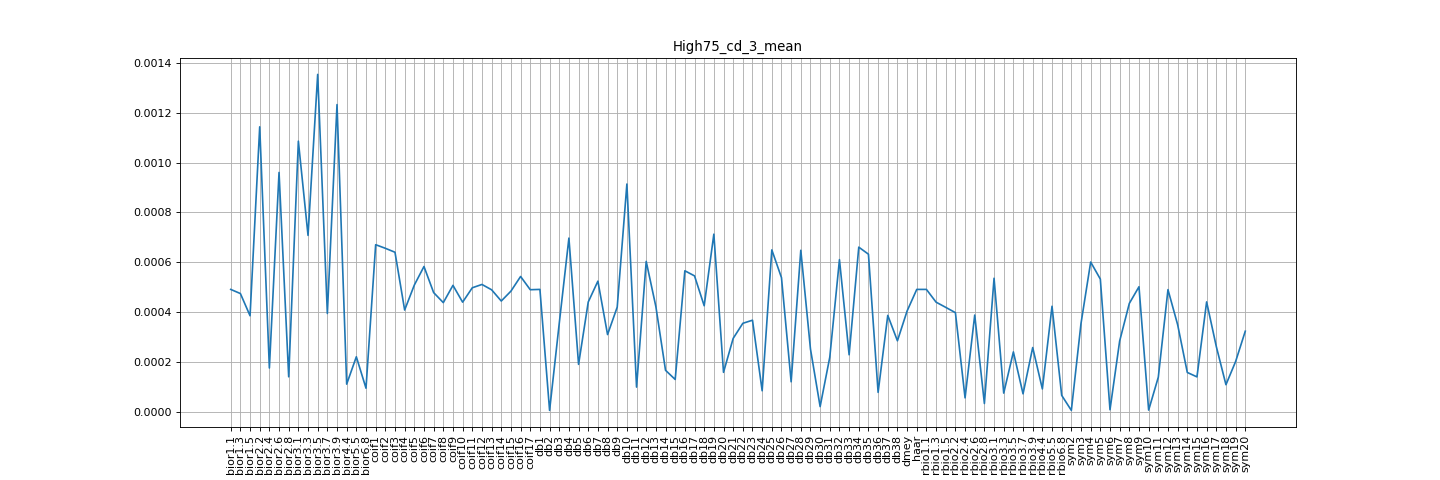 High75_cd_3_mean
0.0014
0.0012
0.0010
0.0008
0.0006
0.0004
0.0002
0.0000
bior1.1
bior1.3
bior1.5
bior2.2
bior2.4
bior2.6
bior2.8
bior3.1
bior3.3
bior3.5
bior3.7
bior3.9
bior4.4
bior5.5
bior6.8
coif1
coif2
coif3
coif4
coif5
coif6
coif7
coif8
coif9
coif10
coif11
coif12
coif13
coif14
coif15
coif16
coif17
db1
db2
db3
db4
db5
db6
db7
db8
db9
db10
db11
db12
db13
db14
db15
db16
db17
db18
db19
db20
db21
db22
db23
db24
db25
db26
db27
db28
db29
db30
db31
db32
db33
db34
db35
db36
db37
db38
dmey
haar
rbio1.1
rbio1.3
rbio1.5
rbio2.2
rbio2.4
rbio2.6
rbio2.8
rbio3.1
rbio3.3
rbio3.5
rbio3.7
rbio3.9
rbio4.4
rbio5.5
rbio6.8
sym2
sym3
sym4
sym5
sym6
sym7
sym8
sym9
sym10
sym11
sym12
sym13
sym14
sym15
sym16
sym17
sym18
sym19
sym20